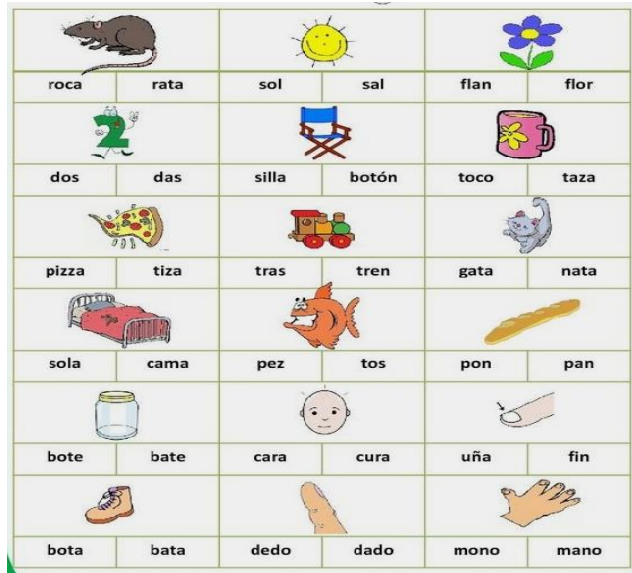 roca rata sol sal flan flor
dos das silla botón toco taza
pizza tiza tras tren gata nata
sola cama pez tos pon pan
bote bate cara cura uña fin
bota bata dedo dado mono mano